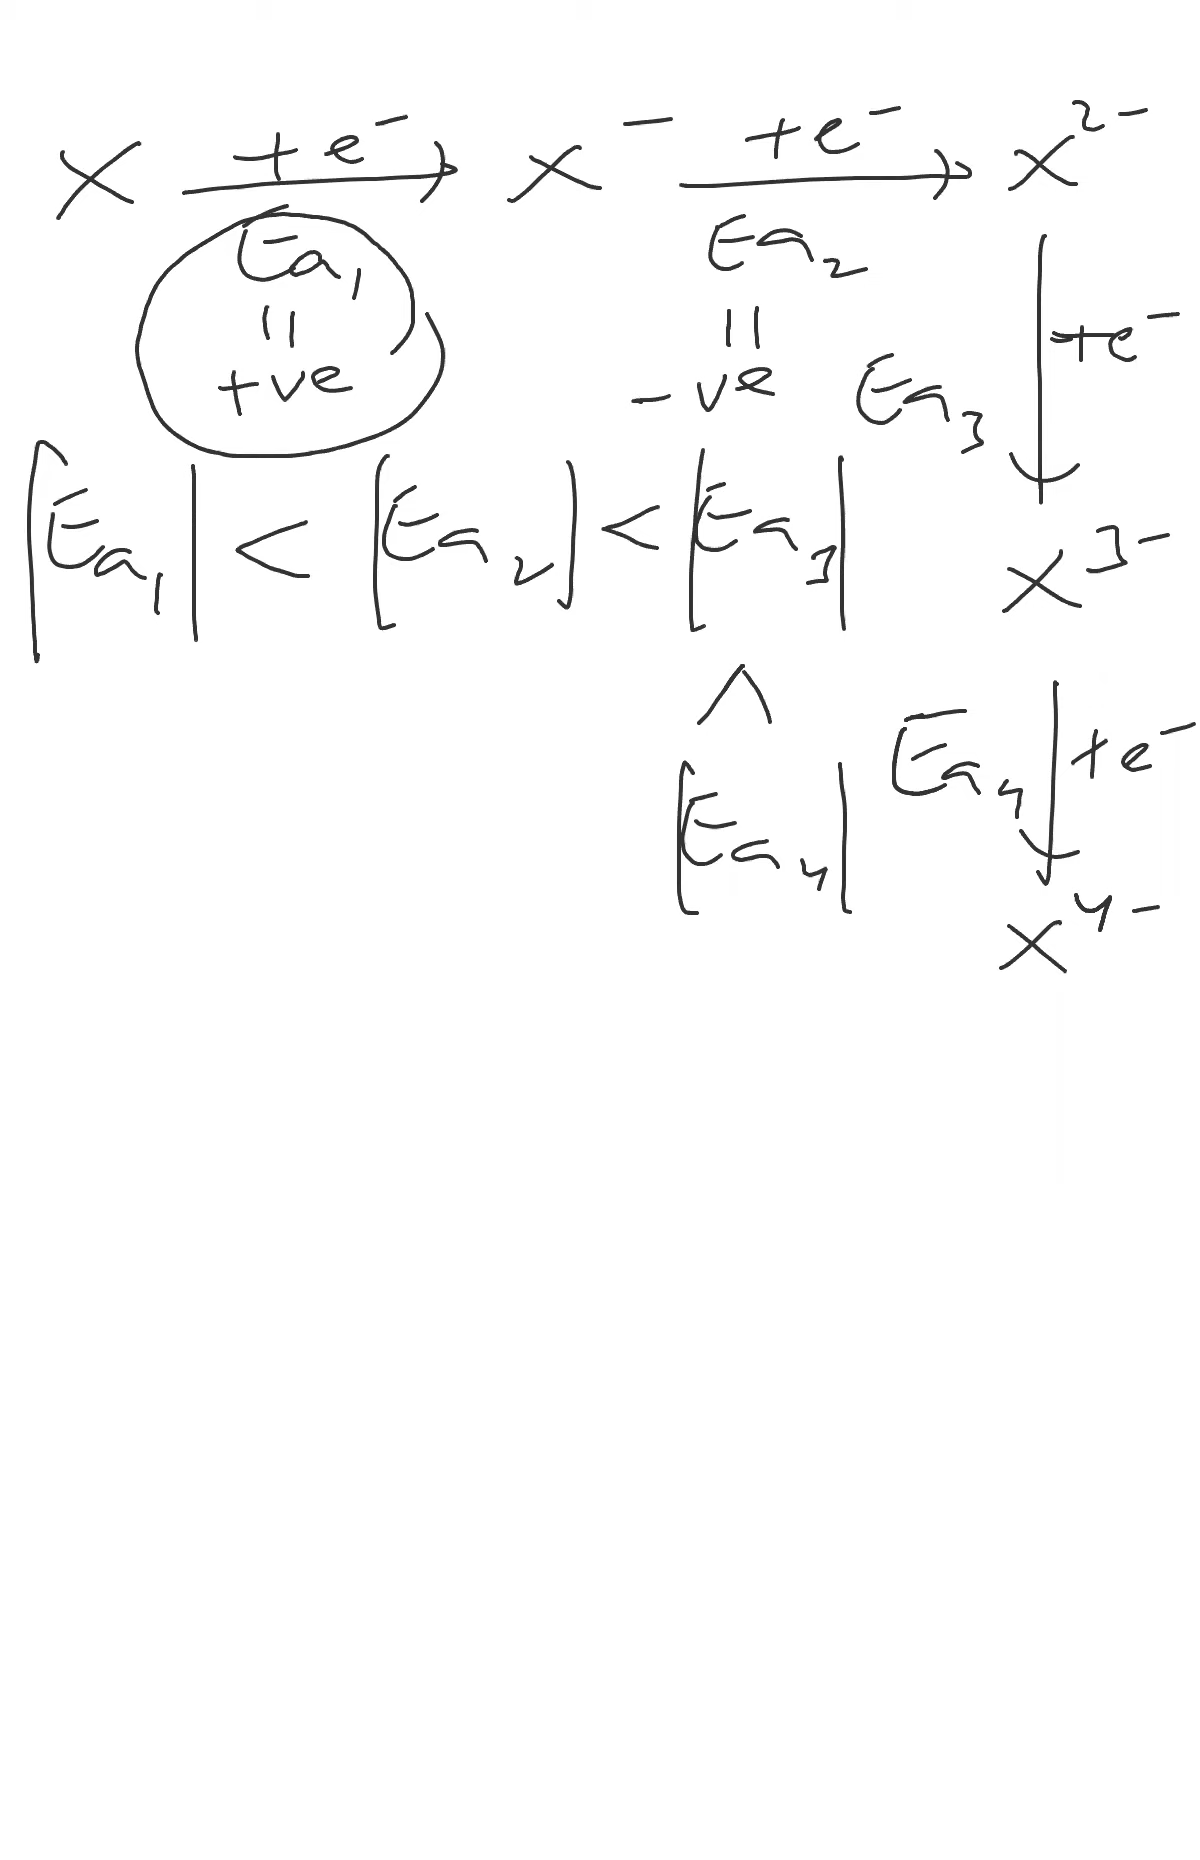 X +e⁻ → X⁻ +e⁻ → X²⁻
Ea₁ Ea₂
= = +e⁻
+ve -ve Ea₃
|Ea₁| < |Ea₂| < |Ea₃| X³⁻
^ Ea₄ +e⁻
|Ea₄|
X⁴⁻